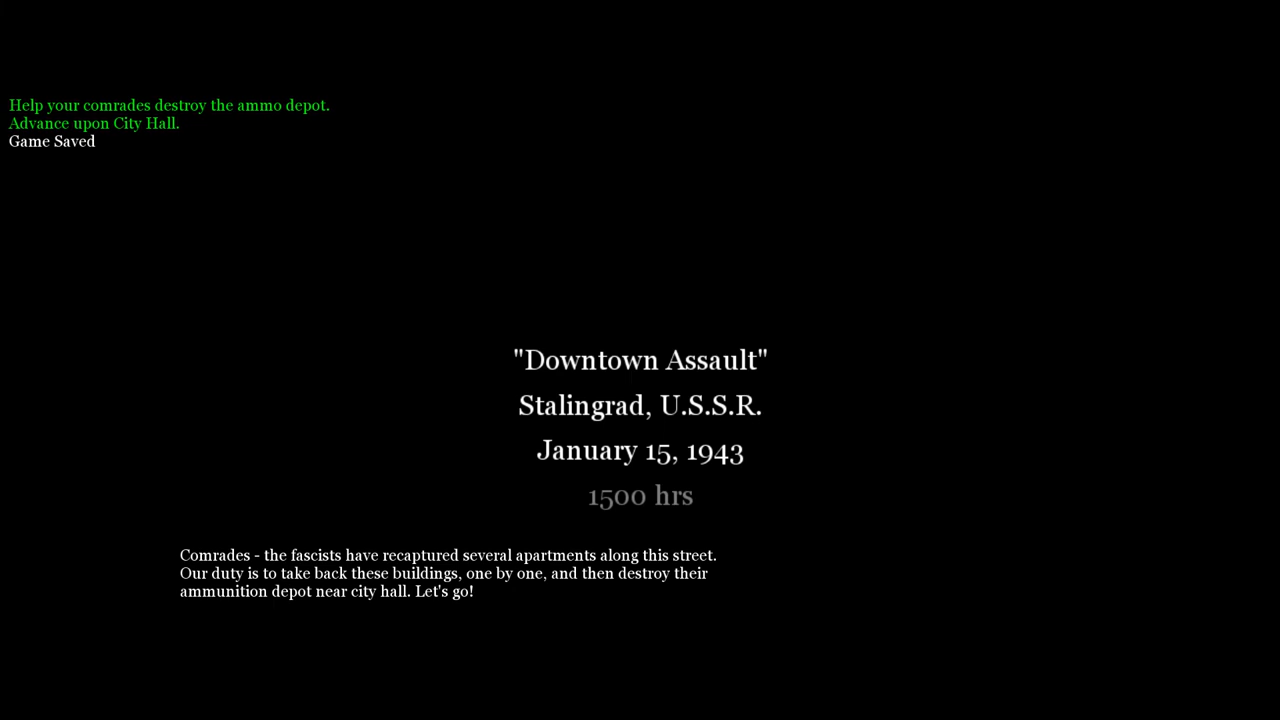 Help your comrades destroy the ammo depot.
Advance upon City Hall.
Game Saved
"Downtown Assault"
Stalingrad, U.S.S.R.
January 15, 1943
1500 hrs
Comrades - the fascists have recaptured several apartments along this street.
Our duty is to take back these buildings, one by one, and then destroy their
ammunition depot near city hall. Let's go!